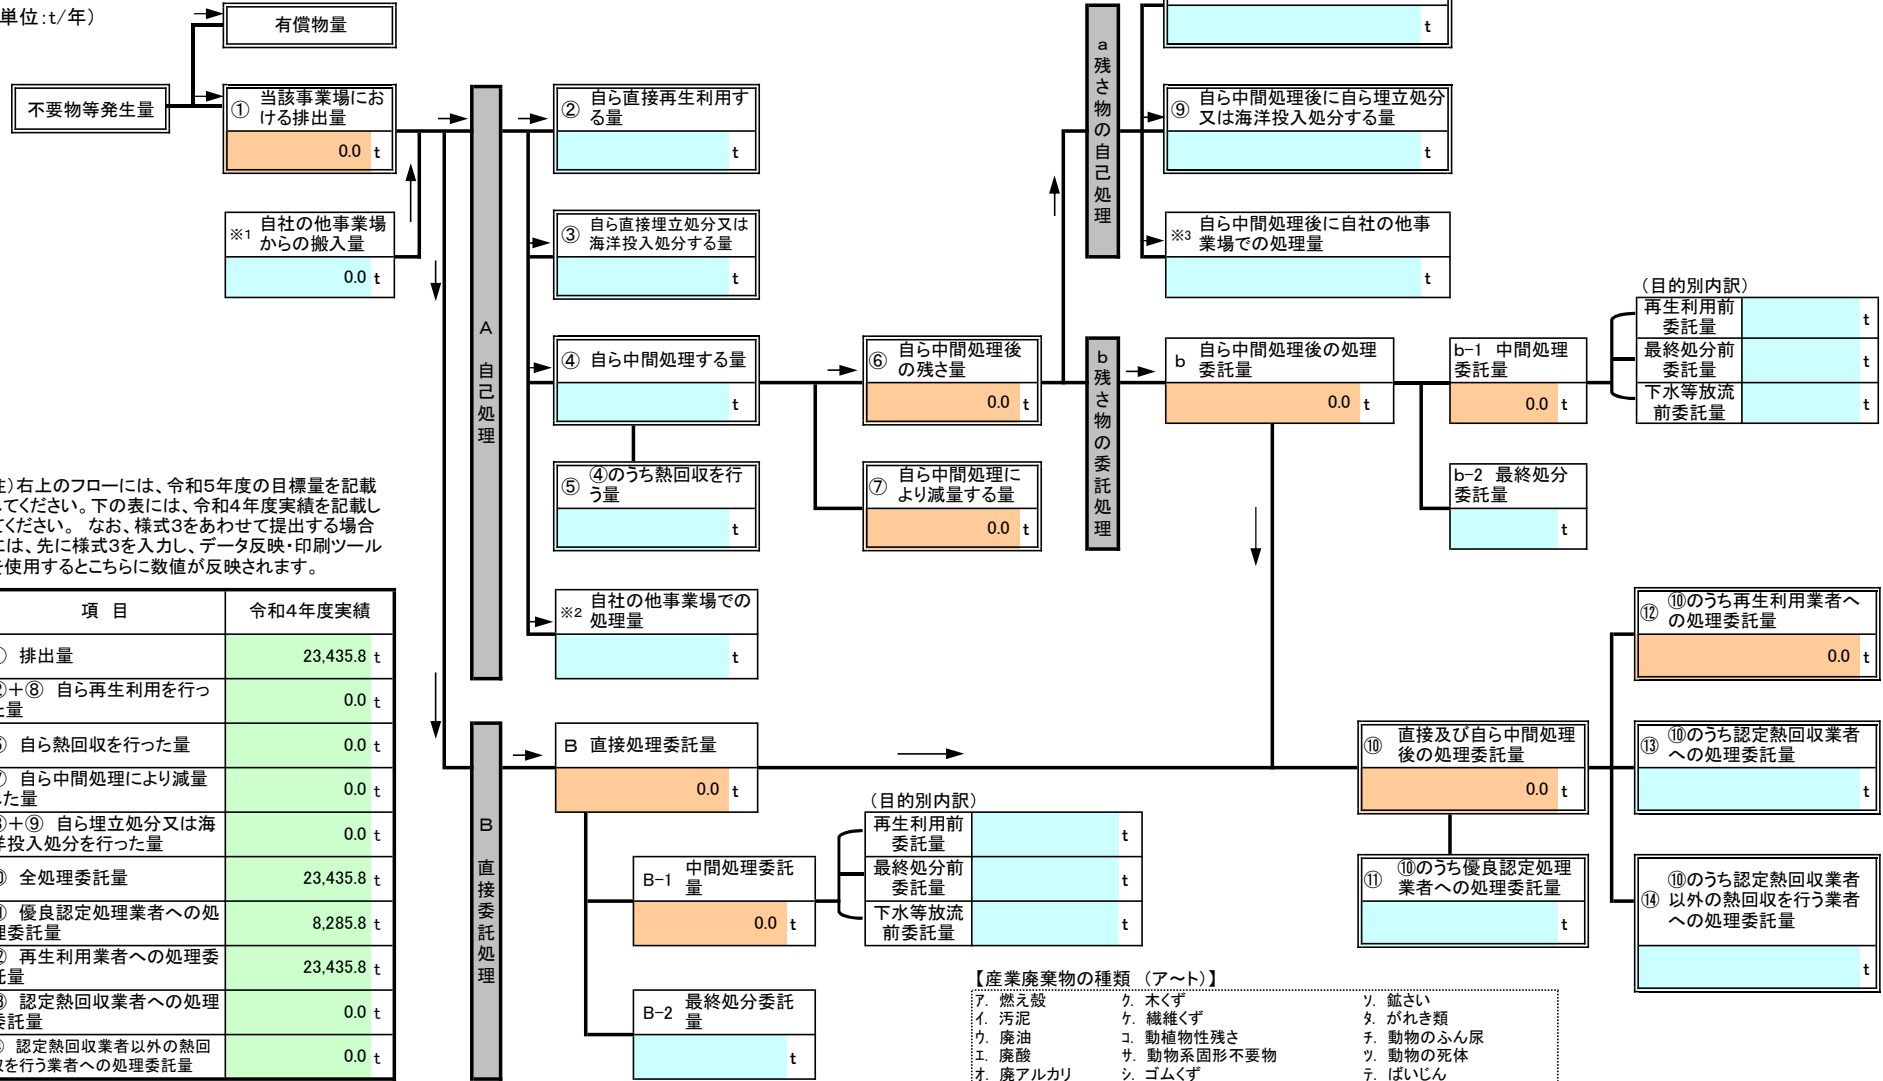 単位:t/年）
有償物量
不要物等発生量
① 当該事業場にお
ける排出量
0.0 t
※1 自社の他事業場
からの搬入量
0.0 t
A 自己処理
② 自ら直接再生利用す
る量
t
③ 自ら直接埋立処分又は
海洋投入処分する量
t
④ 自ら中間処理する量
t
⑤ ④のうち熱回収を行
う量
t
※2 自社の他事業場での
処理量
t
⑥ 自ら中間処理後
の残さ量
0.0 t
⑦ 自ら中間処理に
より減量する量
0.0 t
a残さ物の自己処理
t
⑨ 自ら中間処理後に自ら埋立処分
又は海洋投入処分する量
t
※3 自ら中間処理後に自社の他事
業場での処理量
t
b残さ物の委託処理
b 自ら中間処理後の処理
委託量
0.0 t
b-1 中間処理
委託量
0.0 t
b-2 最終処分
委託量
t
（目的別内訳）
再生利用前
委託量
t
最終処分前
委託量
t
下水等放流
前委託量
t
注）右上のフローには、令和5年度の目標量を記載
してください。下の表には、令和4年度実績を記載し
てください。 なお、様式3をあわせて提出する場合
には、先に様式3を入力し、データ反映・印刷ツール
を使用するとこちらに数値が反映されます。
項 目 令和4年度実績
① 排出量 23,435.8 t
②+⑧ 自ら再生利用を行っ
た量
0.0 t
⑤ 自ら熱回収を行った量 0.0 t
⑦ 自ら中間処理により減量
した量
0.0 t
③+⑨ 自ら埋立処分又は海
洋投入処分を行った量
0.0 t
⑩ 全処理委託量 23,435.8 t
⑪ 優良認定処理業者への処
理委託量
8,285.8 t
⑫ 再生利用業者への処理委
託量
23,435.8 t
⑬ 認定熱回収業者への処理
委託量
0.0 t
⑭ 認定熱回収業者以外の熱回
収を行う業者への処理委託量
0.0 t
B 直接委託処理
B 直接処理委託量
0.0 t
B-1 中間処理委託
量
0.0 t
B-2 最終処分委託
量
t
（目的別内訳）
再生利用前
委託量
t
最終処分前
委託量
t
下水等放流
前委託量
t
⑩ 直接及び自ら中間処理
後の処理委託量
0.0 t
⑪ ⑩のうち優良認定処理
業者への処理委託量
t
⑫ ⑩のうち再生利用業者へ
の処理委託量
0.0 t
⑬ ⑩のうち認定熱回収業者
への処理委託量
t
⑭ ⑩のうち認定熱回収業者
以外の熱回収を行う業者
への処理委託量
t
【産業廃棄物の種類 （ア～ト）】
ア. 燃え殻 ク. 木くず ソ. 鉱さい
イ. 汚泥 ケ. 繊維くず タ. がれき類
ウ. 廃油 コ. 動植物性残さ チ. 動物のふん尿
エ. 廃酸 サ. 動物系固形不要物 ツ. 動物の死体
オ. 廃アルカリ シ. ゴムくず テ. ばいじん